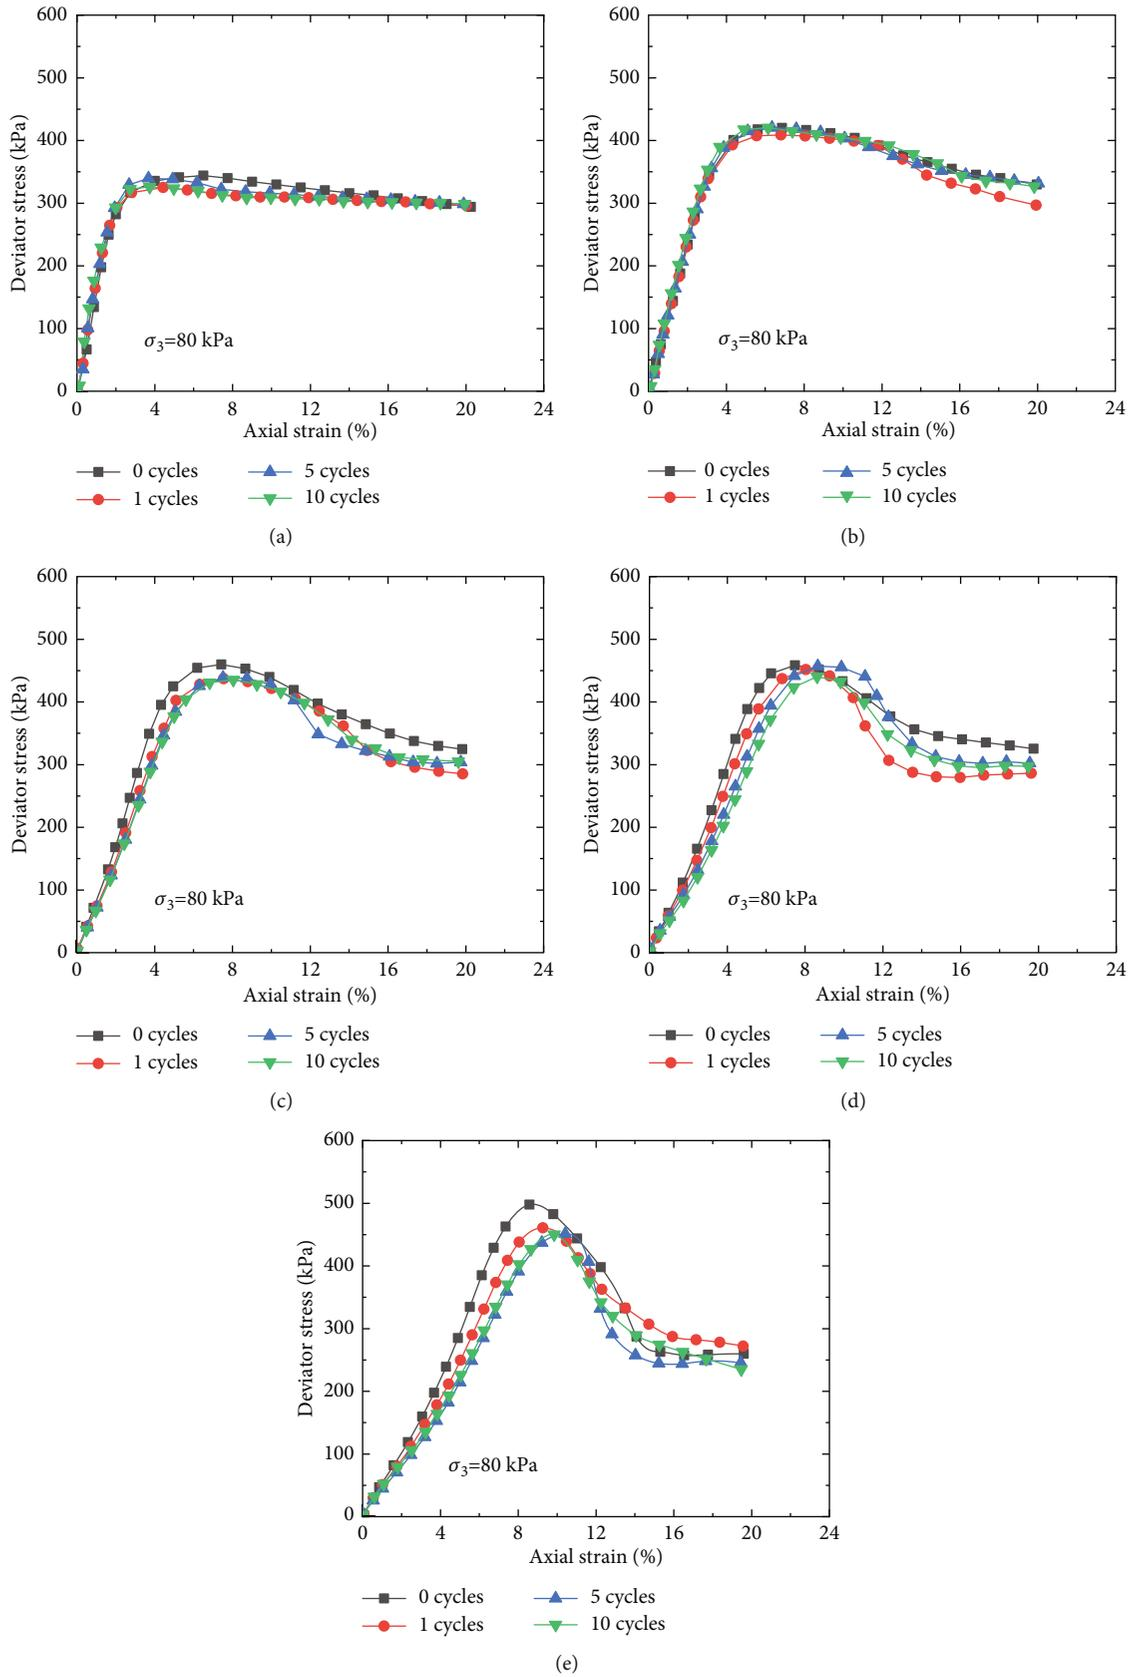 600
500
400
300
200
100
0
Deviator stress (kPa)
σ3=80 kPa
0 4 8 12 16 20 24
Axial strain (%)
0 cycles 5 cycles
1 cycles 10 cycles
(a)
600
500
400
300
200
100
0
Deviator stress (kPa)
σ3=80 kPa
0 4 8 12 16 20 24
Axial strain (%)
0 cycles 5 cycles
1 cycles 10 cycles
(b)
600
500
400
300
200
100
0
Deviator stress (kPa)
σ3=80 kPa
0 4 8 12 16 20 24
Axial strain (%)
0 cycles 5 cycles
1 cycles 10 cycles
(c)
600
500
400
300
200
100
0
Deviator stress (kPa)
σ3=80 kPa
0 4 8 12 16 20 24
Axial strain (%)
0 cycles 5 cycles
1 cycles 10 cycles
(d)
600
500
400
300
200
100
0
Deviator stress (kPa)
σ3=80 kPa
0 4 8 12 16 20 24
Axial strain (%)
0 cycles 5 cycles
1 cycles 10 cycles
(e)